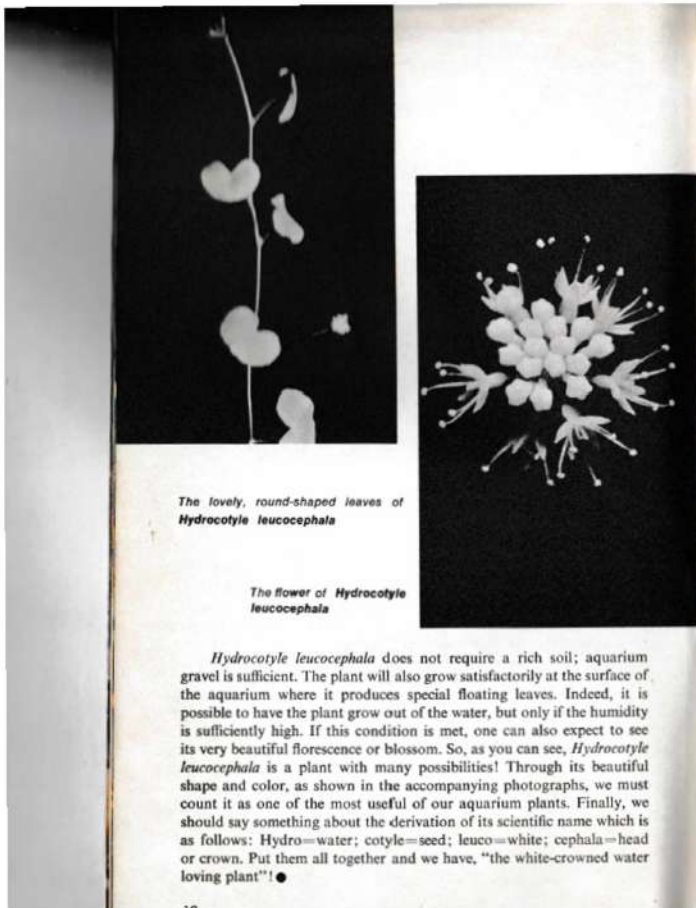 The lovely, round-shaped leaves of
Hydrocotyle leucocephala
The flower of Hydrocotyle
leucocephala
Hydrocotyle leucocephala does not require a rich soil; aquarium
gravel is sufficient. The plant will also grow satisfactorily at the surface of
the aquarium where it produces special floating leaves. Indeed, it is
possible to have the plant grow out of the water, but only if the humidity
is sufficiently high. If this condition is met, one can also expect to see
its very beautiful florescence or blossom. So, as you can see, Hydrocotyle
leucocephala is a plant with many possibilities! Through its beautiful
shape and color, as shown in the accompanying photographs, we must
count it as one of the most useful of our aquarium plants. Finally, we
should say something about the derivation of its scientific name which is
as follows: Hydro=water; cotyle=seed; leuco=white; cephala=head
or crown. Put them all together and we have, "the white-crowned water
loving plant"!●